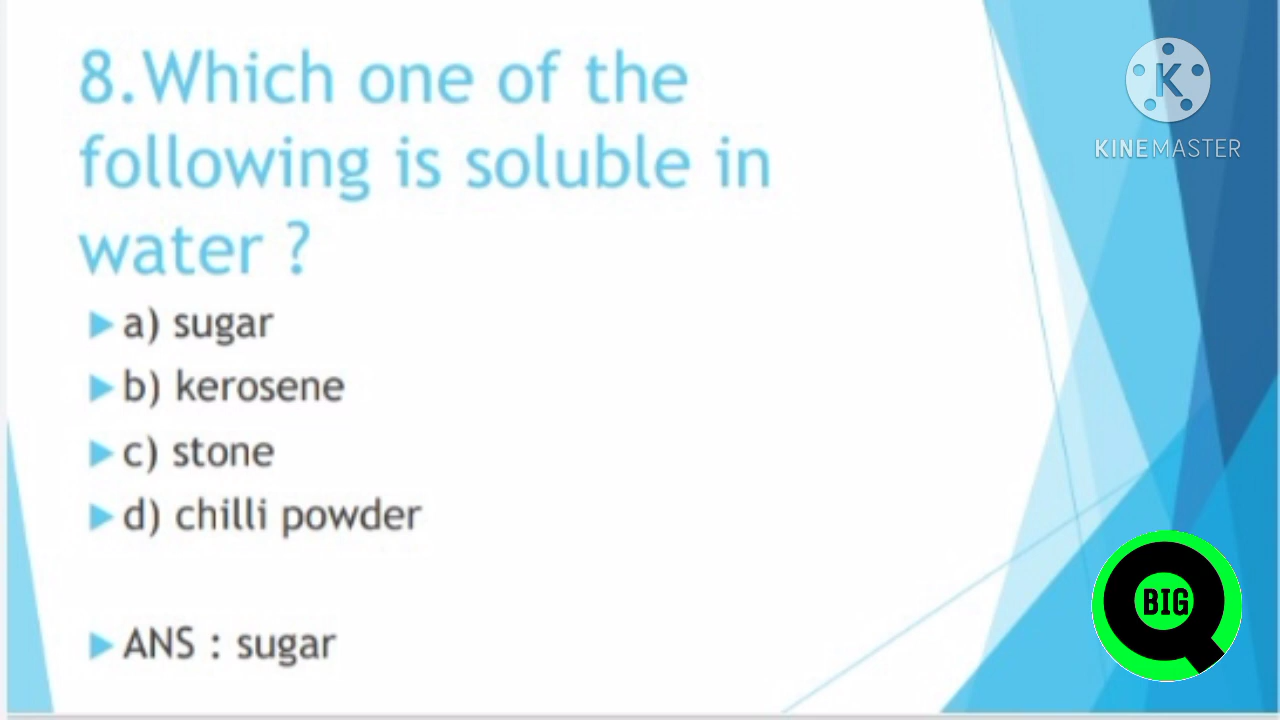 8.Which one of the
following is soluble in
water ?
a) sugar
b) kerosene
c) stone
d) chilli powder
ANS : sugar
K
KINEMASTER
BIG